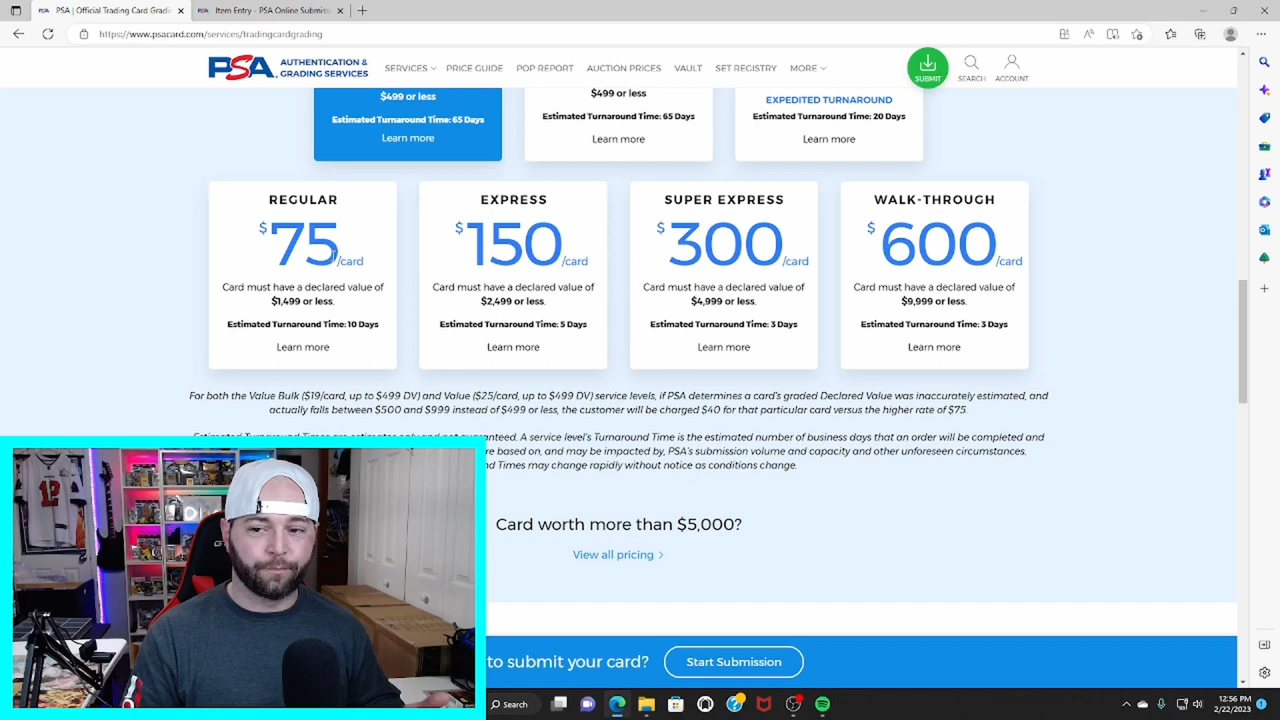 PSA | Official Trading Card Gradin
Item Entry - PSA Online Submiss
https://www.psacard.com/services/tradingcardgrading
PSA AUTHENTICATION & GRADING SERVICES
SERVICES PRICE GUIDE POP REPORT AUCTION PRICES VAULT SET REGISTRY MORE SUBMIT SEARCH ACCOUNT
$499 or less
Estimated Turnaround Time: 65 Days
Learn more
$499 or less
Estimated Turnaround Time: 65 Days
Learn more
EXPEDITED TURNAROUND
Estimated Turnaround Time: 20 Days
Learn more
REGULAR
$75/card
Card must have a declared value of
$1,499 or less.
Estimated Turnaround Time: 10 Days
Learn more
EXPRESS
$150/card
Card must have a declared value of
$2,499 or less.
Estimated Turnaround Time: 5 Days
Learn more
SUPER EXPRESS
$300/card
Card must have a declared value of
$4,999 or less.
Estimated Turnaround Time: 3 Days
Learn more
WALK-THROUGH
$600/card
Card must have a declared value of
$9,999 or less.
Estimated Turnaround Time: 3 Days
Learn more
For both the Value Bulk ($19/card, up to $499 DV) and Value ($25/card, up to $499 DV) service levels, if PSA determines a card's graded Declared Value was inaccurately estimated, and
actually falls between $500 and $999 instead of $499 or less, the customer will be charged $40 for that particular card versus the higher rate of $75.
Estimated Turnaround Times are estimates only and not guaranteed. A service level's Turnaround Time is the estimated number of business days that an order will be completed and
re based on, and may be impacted by, PSA's submission volume and capacity and other unforeseen circumstances.
d Times may change rapidly without notice as conditions change.
Card worth more than $5,000?
View all pricing
to submit your card?
Start Submission
12
Search
12:56 PM
2/22/2023